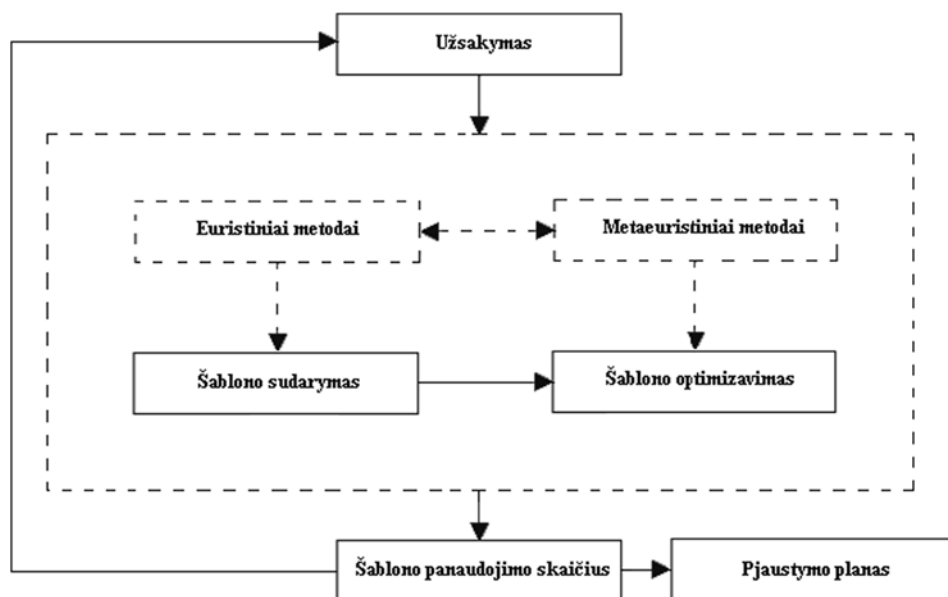 Užsakymas
Euristiniai metodai
Metaeuristiniai metodai
Šablono sudarymas
Šablono optimizavimas
Šablono panaudojimo skaičius
Pjaustymo planas